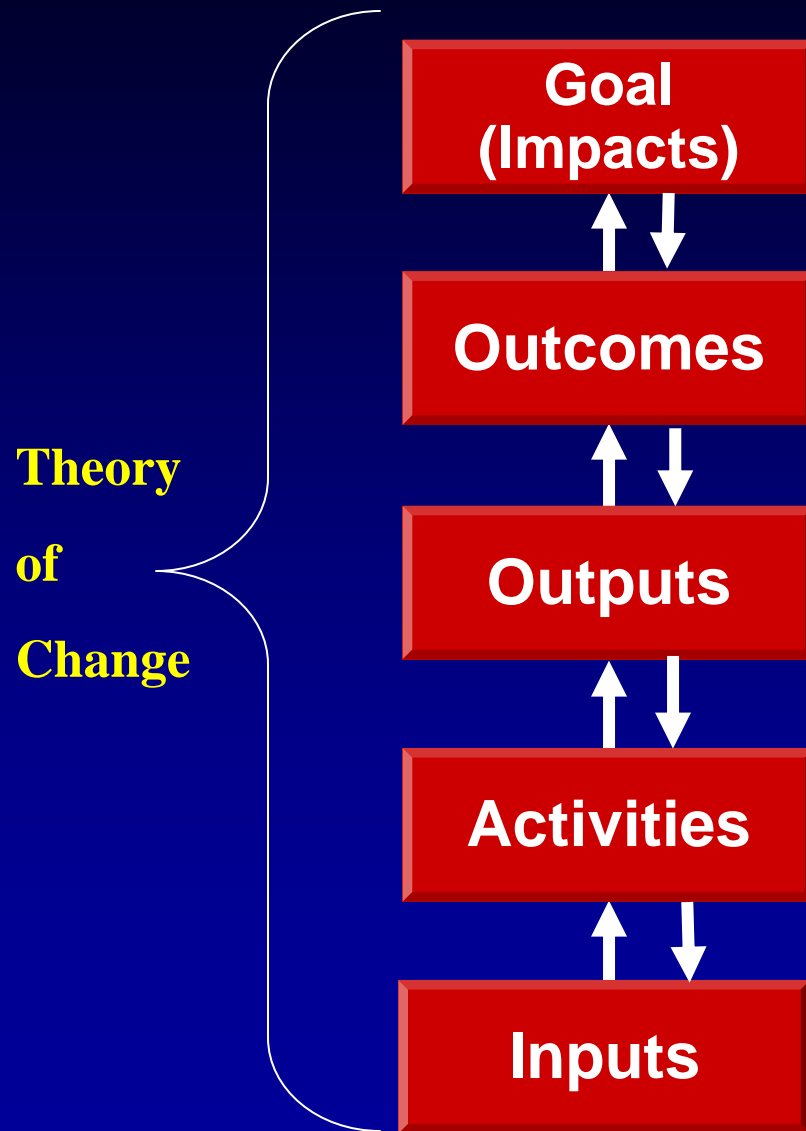 Goal
(Impacts)
Outcomes
Theory
of
Change
Outputs
Activities
Inputs